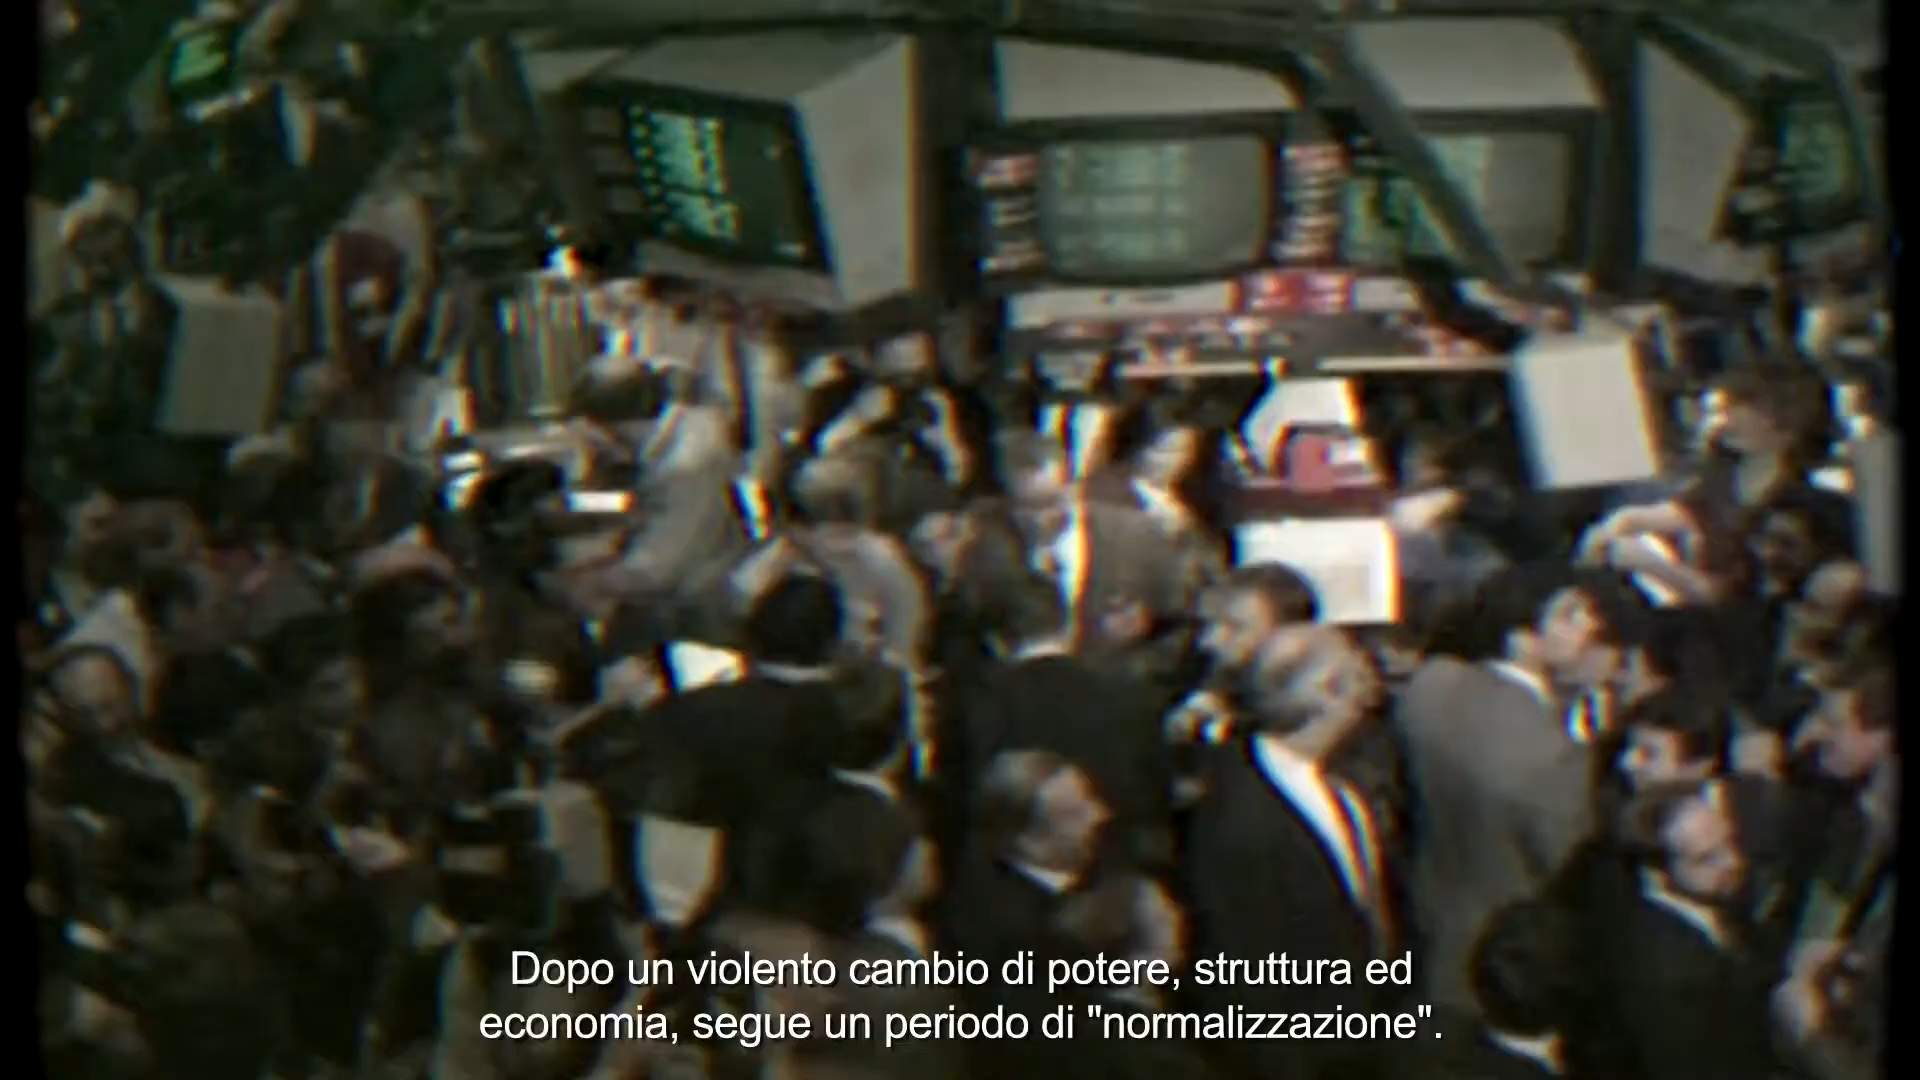 Dopo un violento cambio di potere, struttura ed
economia, segue un periodo di "normalizzazione".